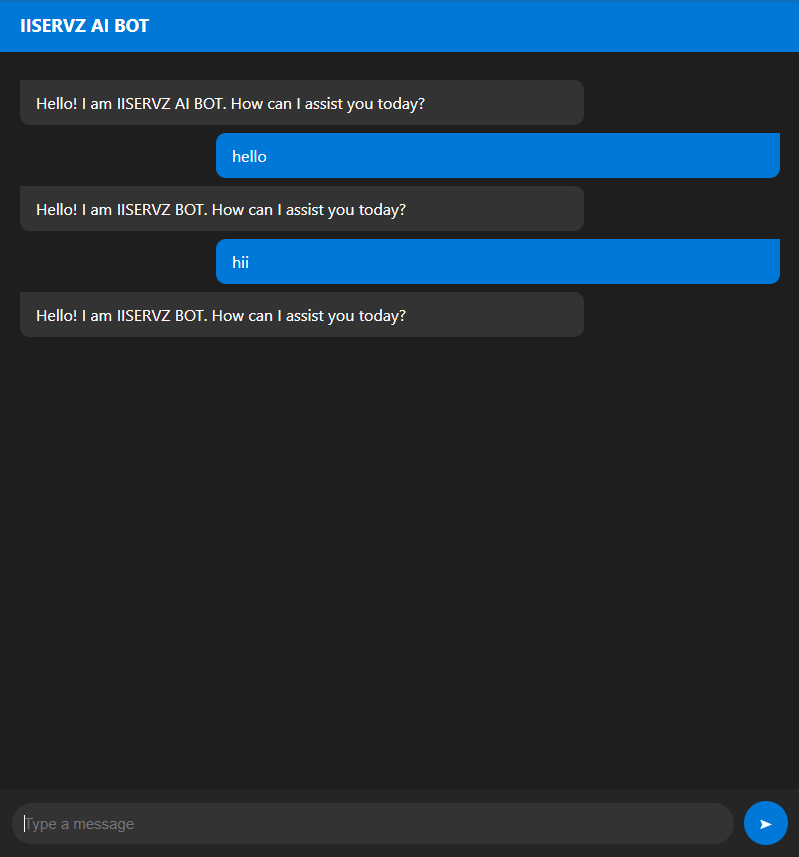 IISERVZ AI BOT
Hello! I am IISERVZ AI BOT. How can I assist you today?
hello
Hello! I am IISERVZ BOT. How can I assist you today?
hii
Hello! I am IISERVZ BOT. How can I assist you today?
Type a message